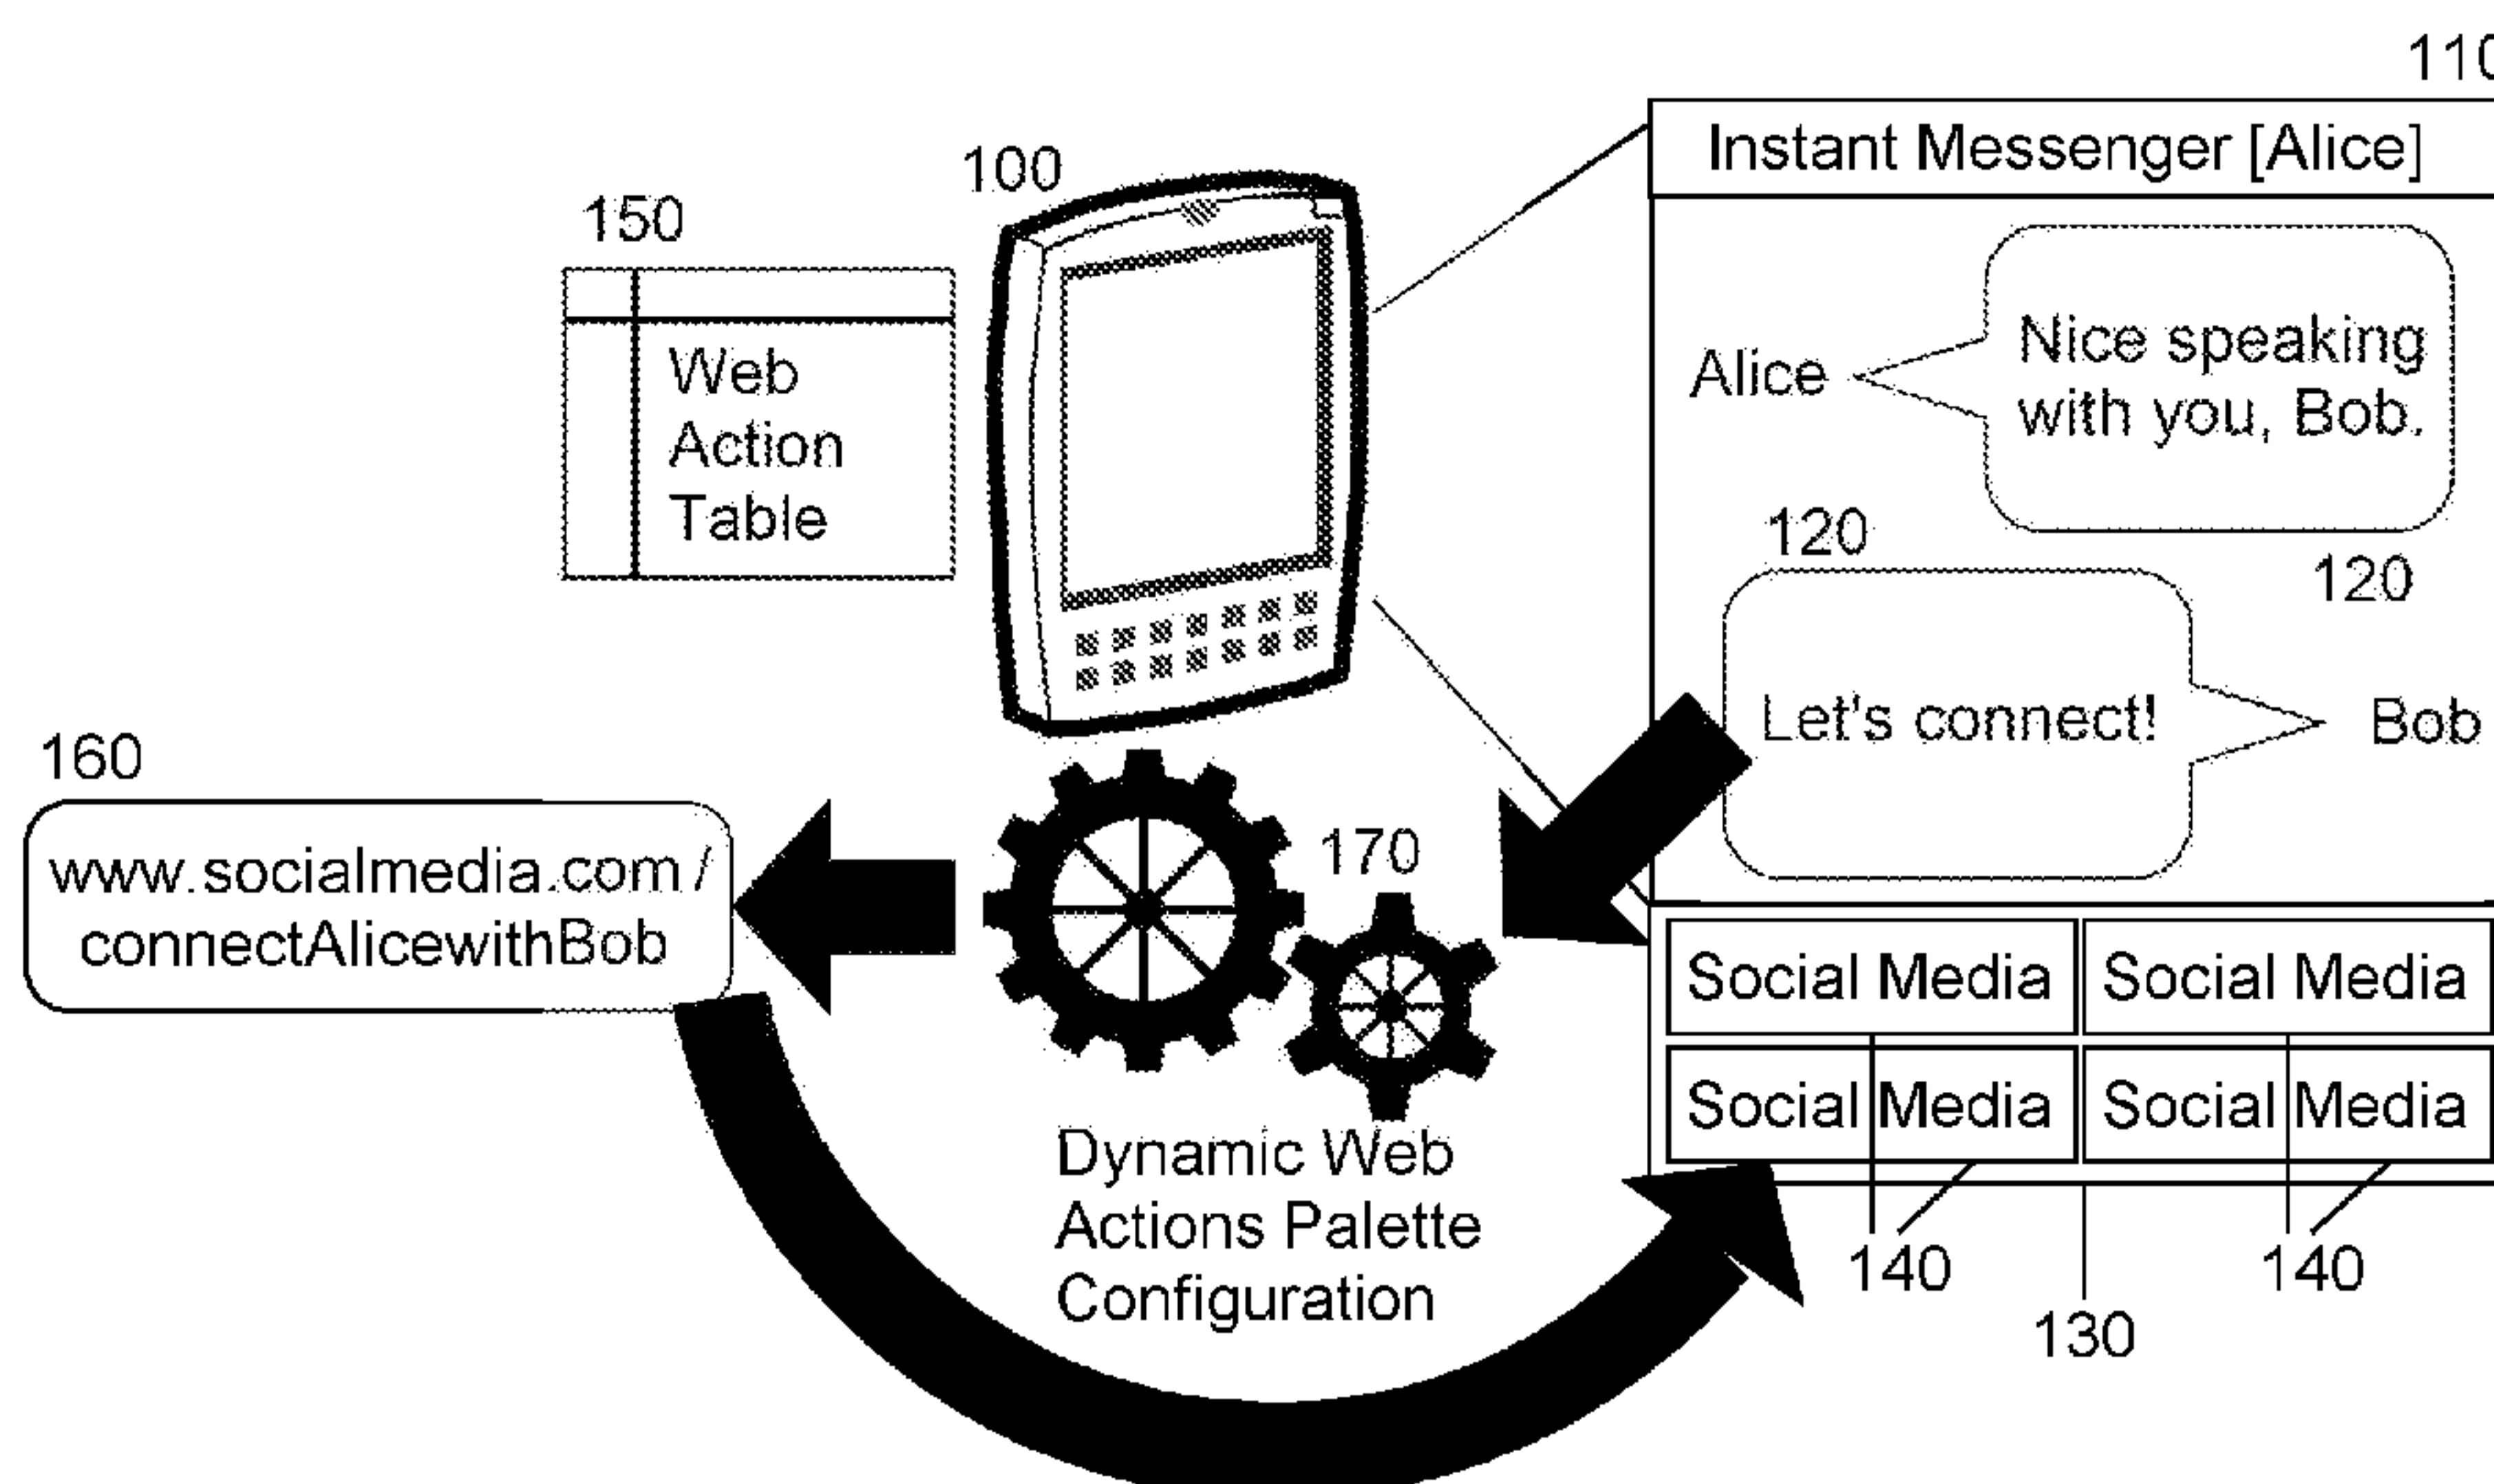 110
Instant Messenger [Alice]
100
150
Web
Action
Table
Alice
Nice speaking
with you, Bob.
120
120
Let's connect!
Bob
160
www.socialmedia.com/
connectAlicewithBob
170
Dynamic Web
Actions Palette
Configuration
Social Media
Social Media
Social Media
Social Media
140
140
130